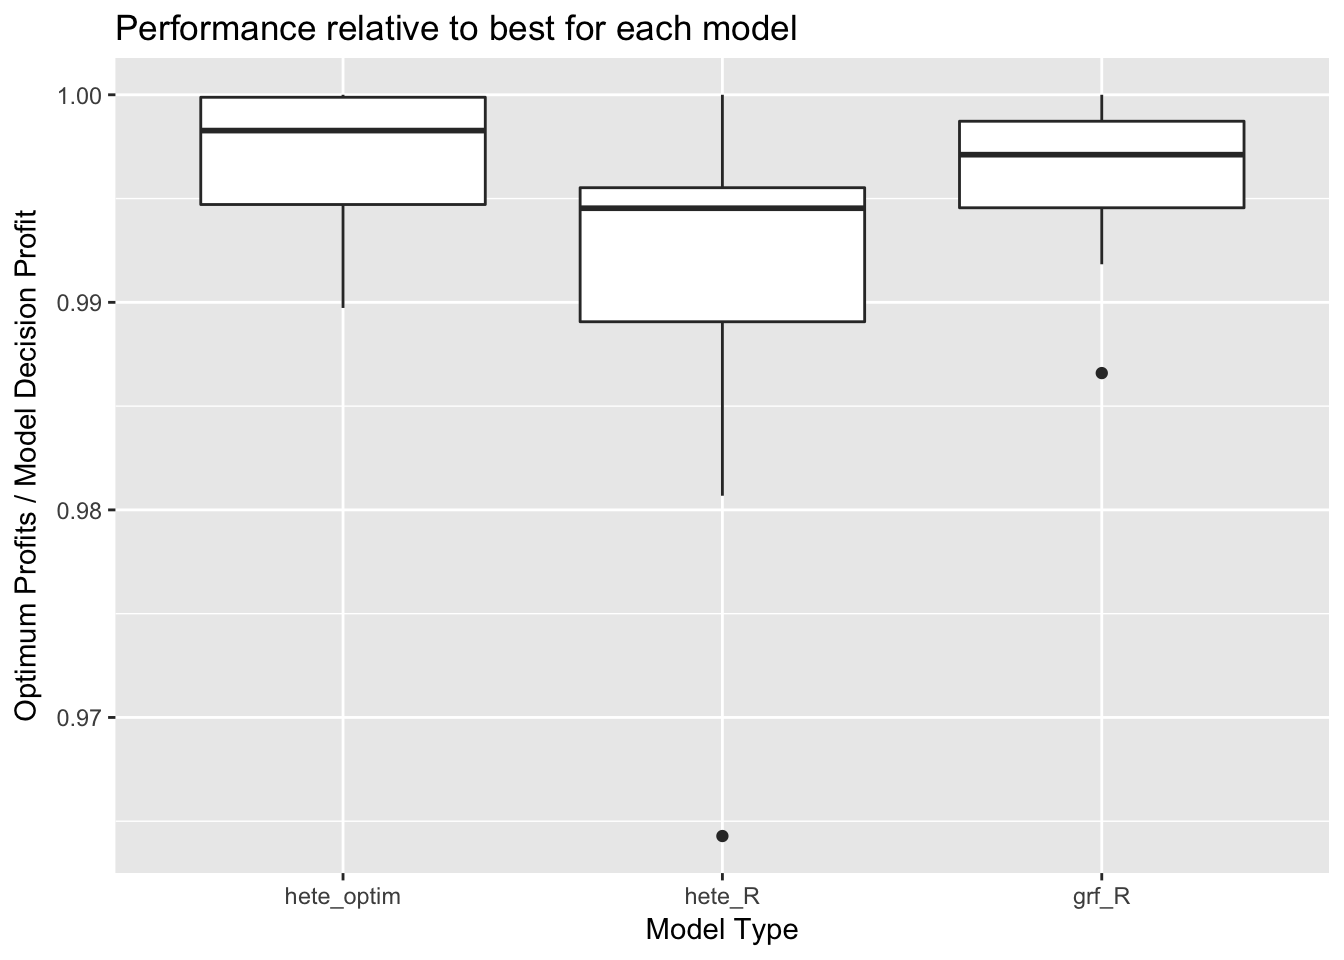 Performance relative to best for each model
Optimum Profits / Model Decision Profit
1.00
0.99
0.98
0.97
hete_optim
hete_R
grf_R
Model Type